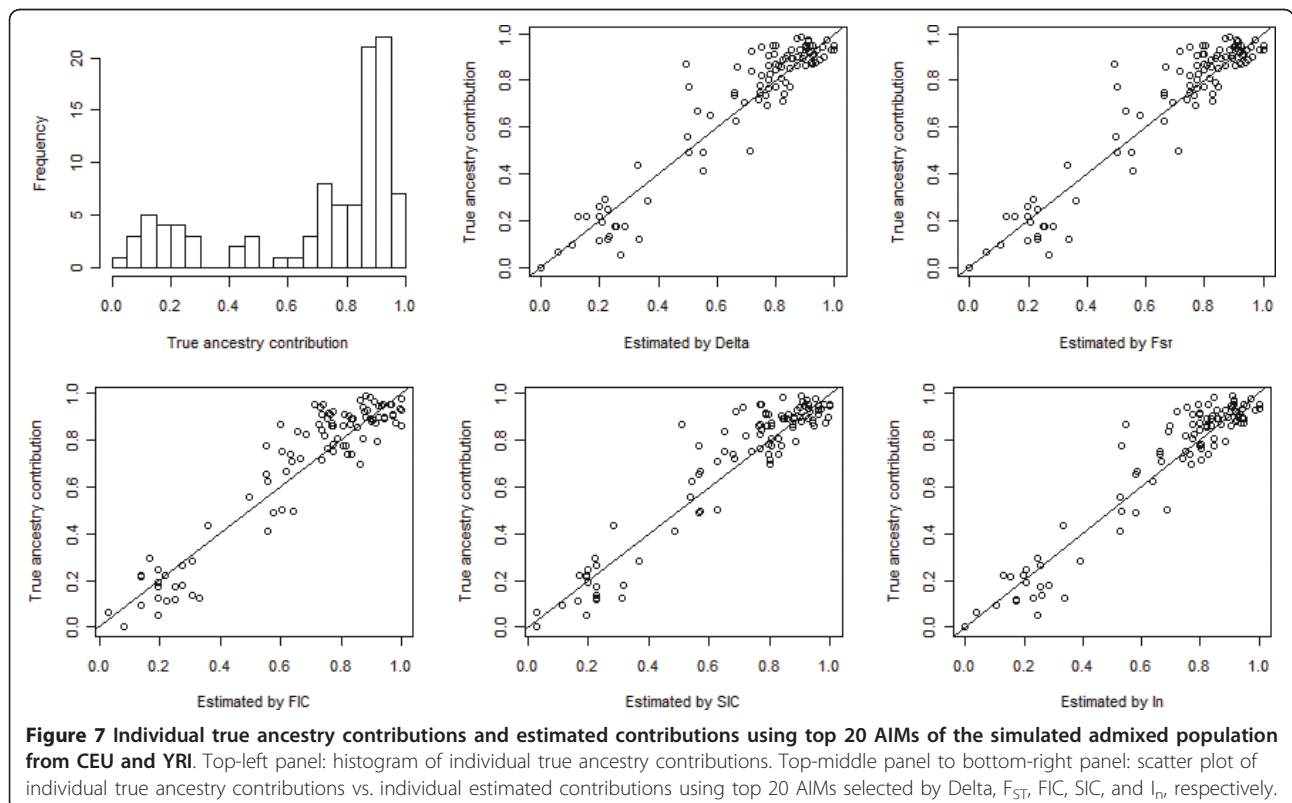 Frequency
0 5 10 15 20
0.0 0.2 0.4 0.6 0.8 1.0
True ancestry contribution
True ancestry contribution
0.0 0.2 0.4 0.6 0.8 1.0
0.0 0.2 0.4 0.6 0.8 1.0
Estimated by Delta
True ancestry contribution
0.0 0.2 0.4 0.6 0.8 1.0
0.0 0.2 0.4 0.6 0.8 1.0
Estimated by FST
True ancestry contribution
0.0 0.2 0.4 0.6 0.8 1.0
0.0 0.2 0.4 0.6 0.8 1.0
Estimated by FIC
True ancestry contribution
0.0 0.2 0.4 0.6 0.8 1.0
0.0 0.2 0.4 0.6 0.8 1.0
Estimated by SIC
True ancestry contribution
0.0 0.2 0.4 0.6 0.8 1.0
0.0 0.2 0.4 0.6 0.8 1.0
Estimated by In
Figure 7 Individual true ancestry contributions and estimated contributions using top 20 AIMs of the simulated admixed population
from CEU and YRI. Top-left panel: histogram of individual true ancestry contributions. Top-middle panel to bottom-right panel: scatter plot of
individual true ancestry contributions vs. individual estimated contributions using top 20 AIMs selected by Delta, FST, FIC, SIC, and In, respectively.